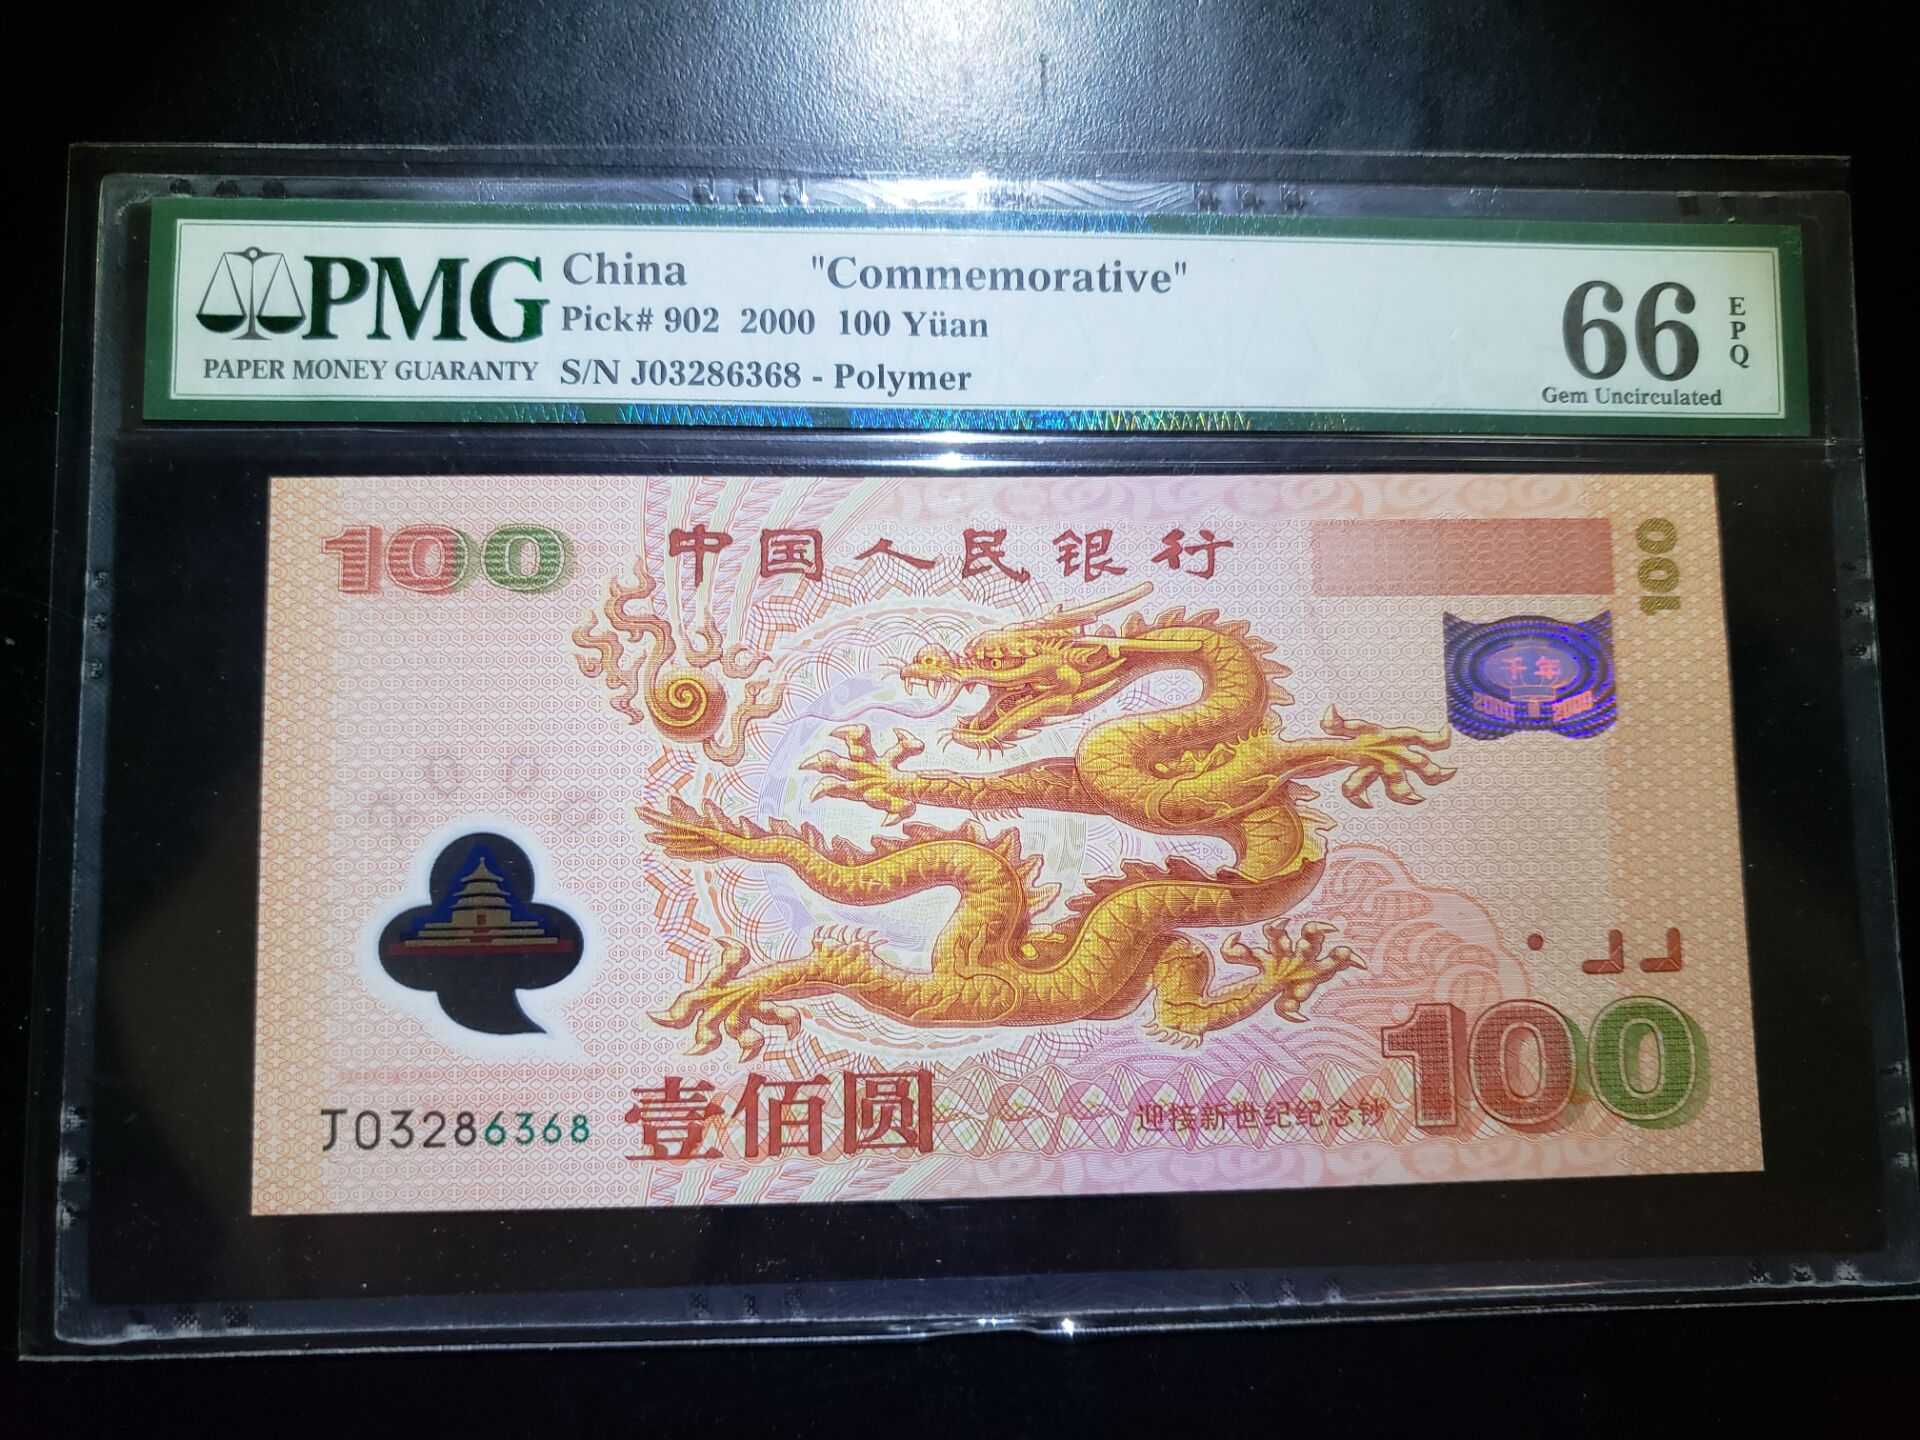 PMG
PAPER MONEY GUARANTY
China "Commemorative"
Pick# 902 2000 100 Yüan
S/N J03286368 - Polymer
66
EPQ
Gem Uncirculated
100
中国人民银行
100
千年
2000 2000
100
J03286368
壹佰圆
迎接新世纪纪念钞